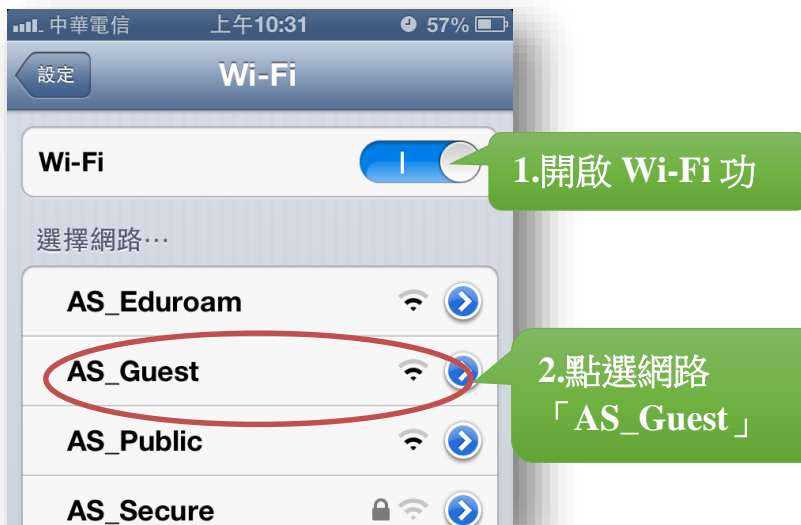 中華電信 上午10:31 57%
設定 Wi-Fi
Wi-Fi
1.開啟 Wi-Fi 功
選擇網路…
AS_Eduroam
AS_Guest
2.點選網路
「AS_Guest」
AS_Public
AS_Secure